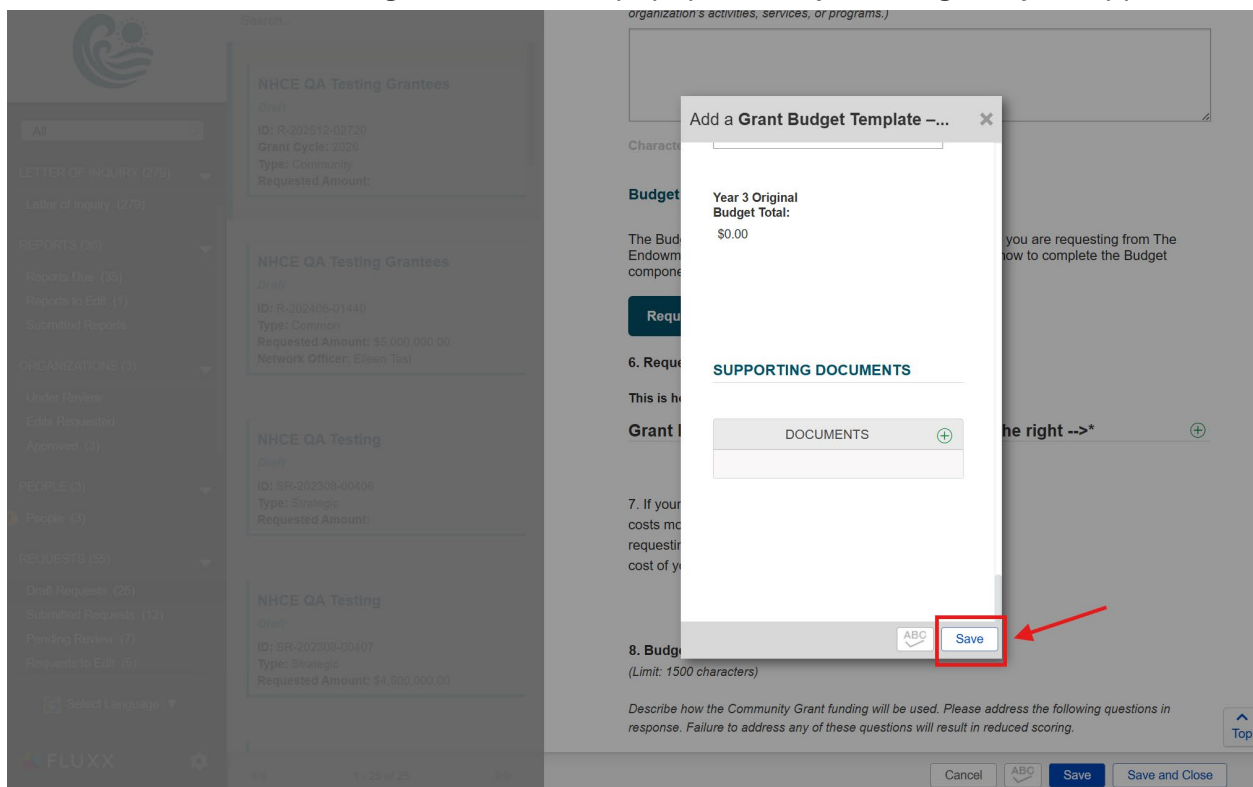 Search
All
LETTER OF INQUIRY (279)
Letter of Inquiry (279)
REPORTS (36)
Reports Due (35)
Reports to Edit (1)
Submitted Reports
ORGANIZATIONS (3)
Under Review
Edits Requested
Approved (3)
People (3)
REQUESTS (55)
Draft Requests (25)
Submitted Requests (12)
Pending Review (7)
Requests to Edit (9)
Select Language ▼
FLUXX
NHCE QA Testing Grantees
Draft
ID: R-202512-02720
Grant Cycle: 2026
Type: Community
Requested Amount:
NHCE QA Testing Grantees
Draft
ID: R-202406-01440
Type: Common
Requested Amount: $6,000,000.00
Network Officer: Eileen Test
NHCE QA Testing
Draft
ID: SR-202308-00406
Type: Strategic
Requested Amount:
NHCE QA Testing
Draft
ID: SR-202308-00407
Type: Strategic
Requested Amount: $4,500,000.00
1 - 25 of 25
organization's activities, services, or programs.)
Charact
Budget
The Bud you are requesting from The
Endowm how to complete the Budget
compone
Requ
6. Reque
This is h
Grant he right -->*
7. If your
costs mo
requestin
cost of y
8. Budge
(Limit: 1500 characters)
Describe how the Community Grant funding will be used. Please address the following questions in
response. Failure to address any of these questions will result in reduced scoring.
Top
Cancel ABC Save Save and Close
Add a Grant Budget Template –... ×
Year 3 Original
Budget Total:
$0.00
SUPPORTING DOCUMENTS
DOCUMENTS
ABC Save